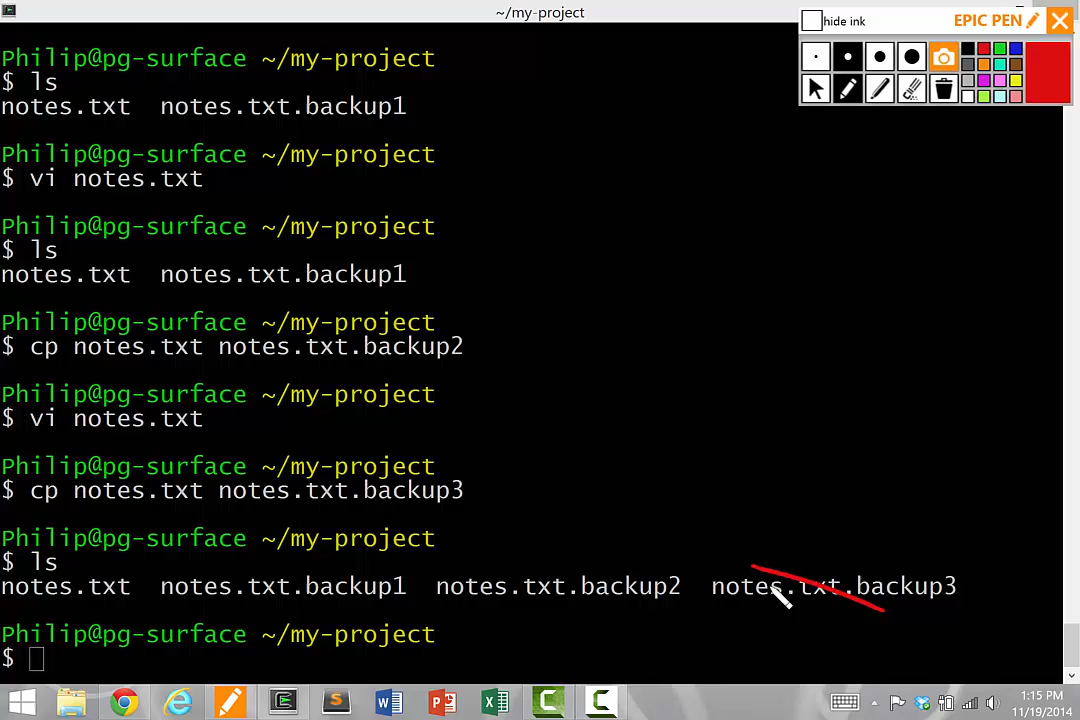 ~/my-project
hide ink
EPIC PEN
Philip@pg-surface ~/my-project
$ ls
notes.txt  notes.txt.backup1
Philip@pg-surface ~/my-project
$ vi notes.txt
Philip@pg-surface ~/my-project
$ ls
notes.txt  notes.txt.backup1
Philip@pg-surface ~/my-project
$ cp notes.txt notes.txt.backup2
Philip@pg-surface ~/my-project
$ vi notes.txt
Philip@pg-surface ~/my-project
$ cp notes.txt notes.txt.backup3
Philip@pg-surface ~/my-project
$ ls
notes.txt  notes.txt.backup1  notes.txt.backup2  notes.txt.backup3
Philip@pg-surface ~/my-project
$
1:15 PM
11/19/2014